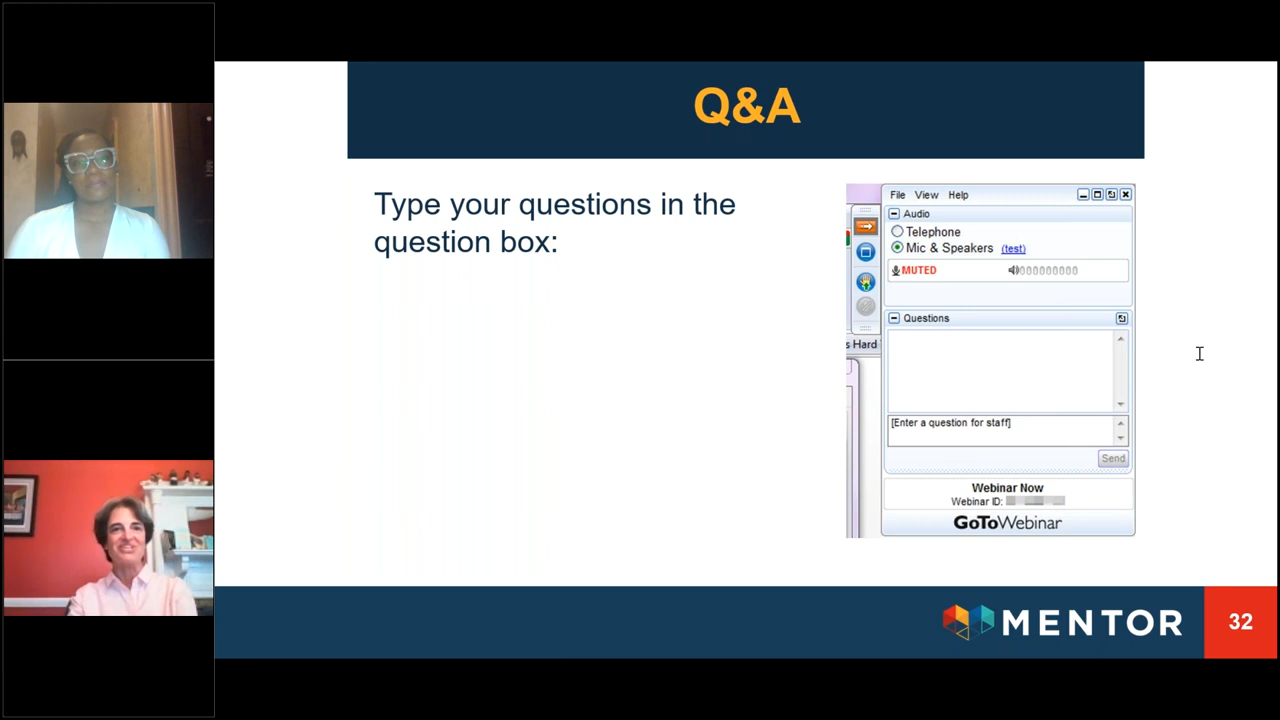 Q&A
Type your questions in the
question box:
File View Help
Audio
Telephone
Mic & Speakers (test)
MUTED
Questions
s Hard
[Enter a question for staff]
Send
Webinar Now
Webinar ID:
GoToWebinar
MENTOR
32